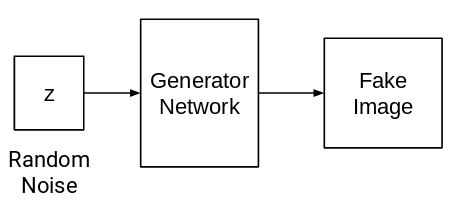 z
Random
Noise
Generator
Network
Fake
Image